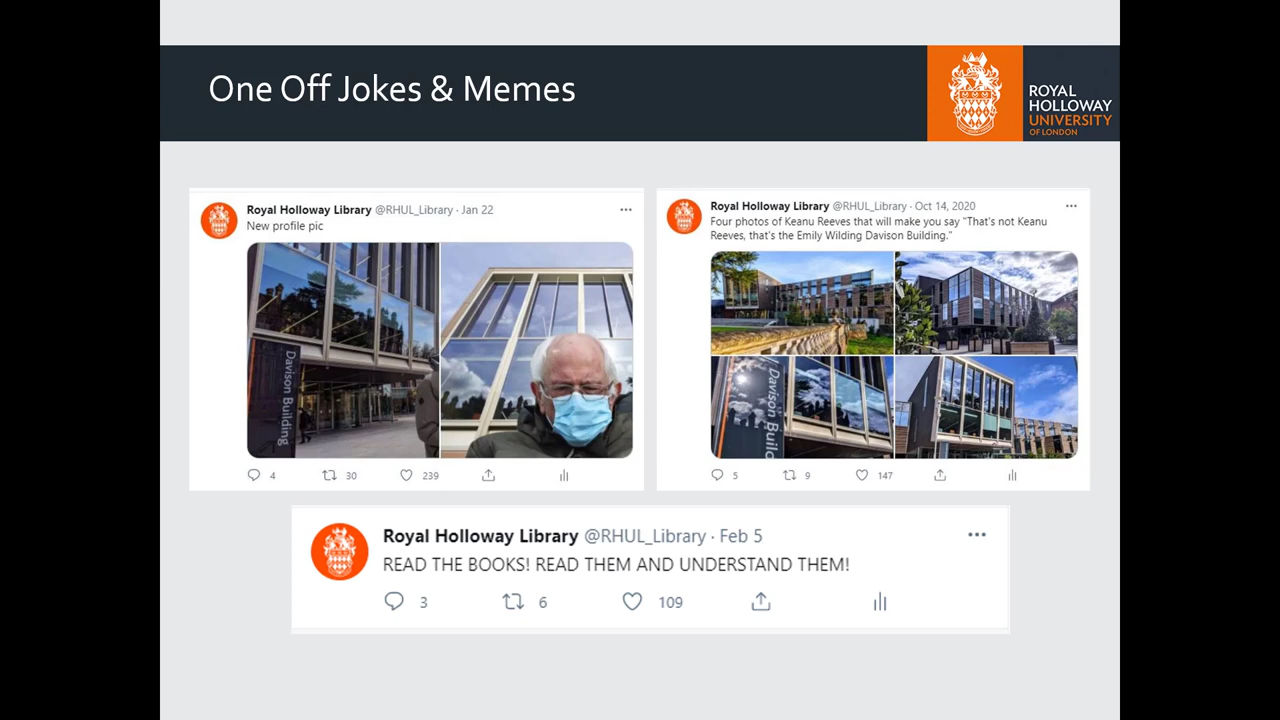 One Off Jokes & Memes
ROYAL
HOLLOWAY
UNIVERSITY
OF LONDON
Royal Holloway Library @RHUL_Library · Jan 22
New profile pic
Davison Building
4 30 239
Royal Holloway Library @RHUL_Library · Oct 14, 2020
Four photos of Keanu Reeves that will make you say "That's not Keanu
Reeves, that's the Emily Wilding Davison Building."
Davison Build
5 9 147
Royal Holloway Library @RHUL_Library · Feb 5
READ THE BOOKS! READ THEM AND UNDERSTAND THEM!
3 6 109